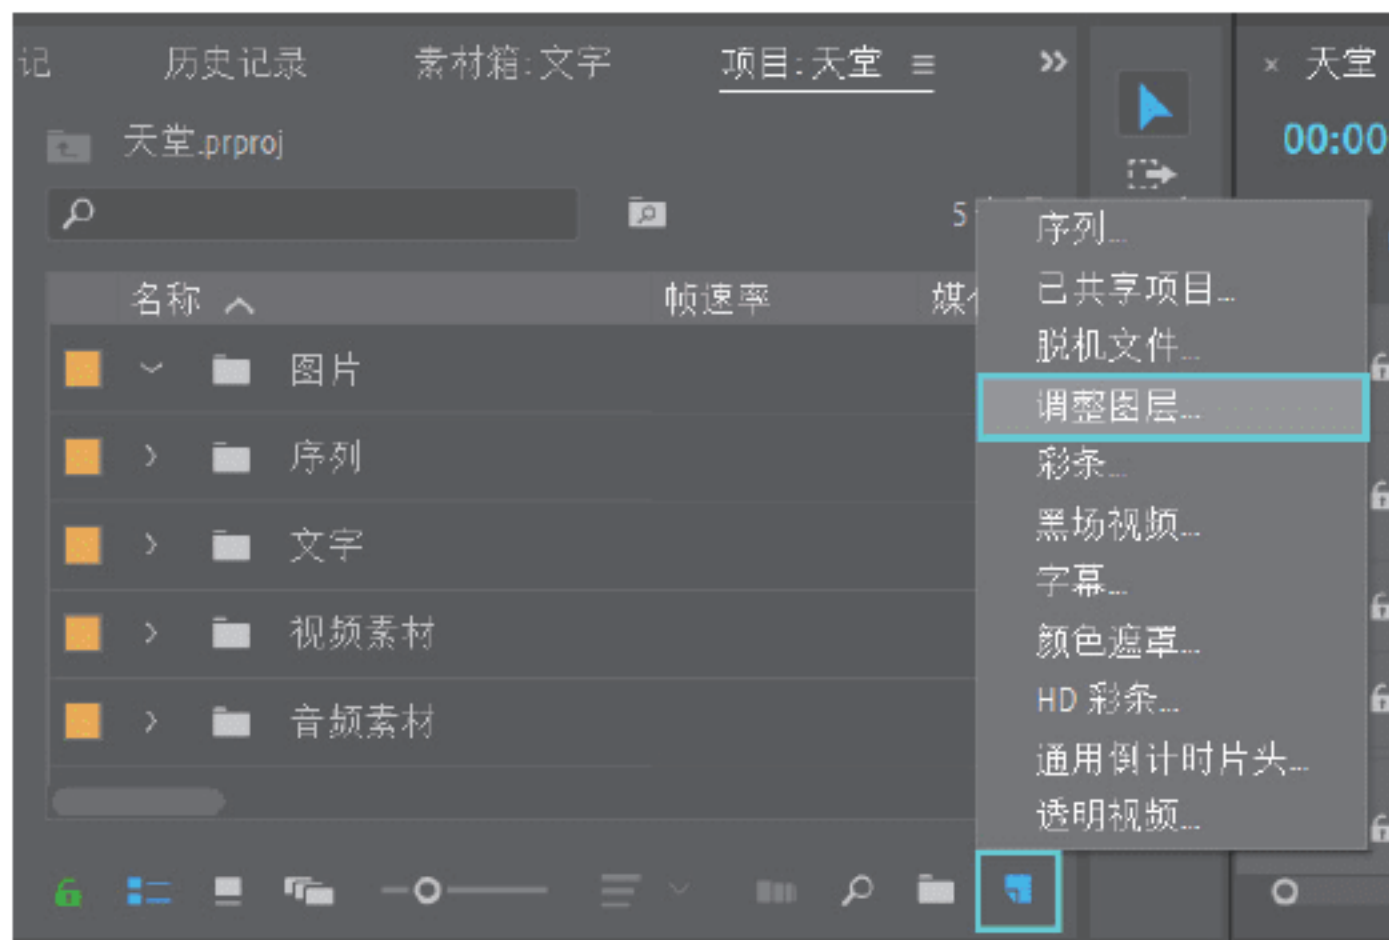 记 历史记录 素材箱:文字 项目:天堂 天堂
00:00
天堂.prproj
5
名称 帧速率
图片
序列
文字
视频素材
音频素材
序列...
已共享项目...
脱机文件...
调整图层...
彩条...
黑场视频...
字幕...
颜色遮罩...
HD 彩条...
通用倒计时片头...
透明视频...